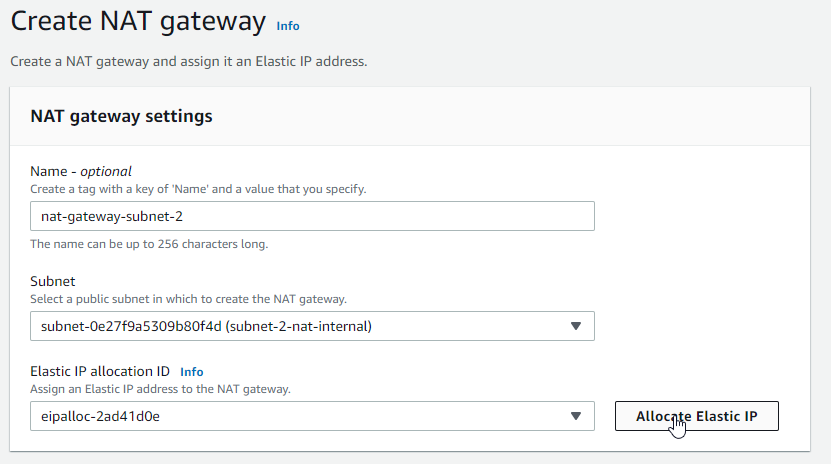 Create NAT gateway Info
Create a NAT gateway and assign it an Elastic IP address.
NAT gateway settings
Name - optional
Create a tag with a key of 'Name' and a value that you specify.
nat-gateway-subnet-2
The name can be up to 256 characters long.
Subnet
Select a public subnet in which to create the NAT gateway.
subnet-0e27f9a5309b80f4d (subnet-2-nat-internal)
Elastic IP allocation ID Info
Assign an Elastic IP address to the NAT gateway.
eipalloc-2ad41d0e
Allocate Elastic IP